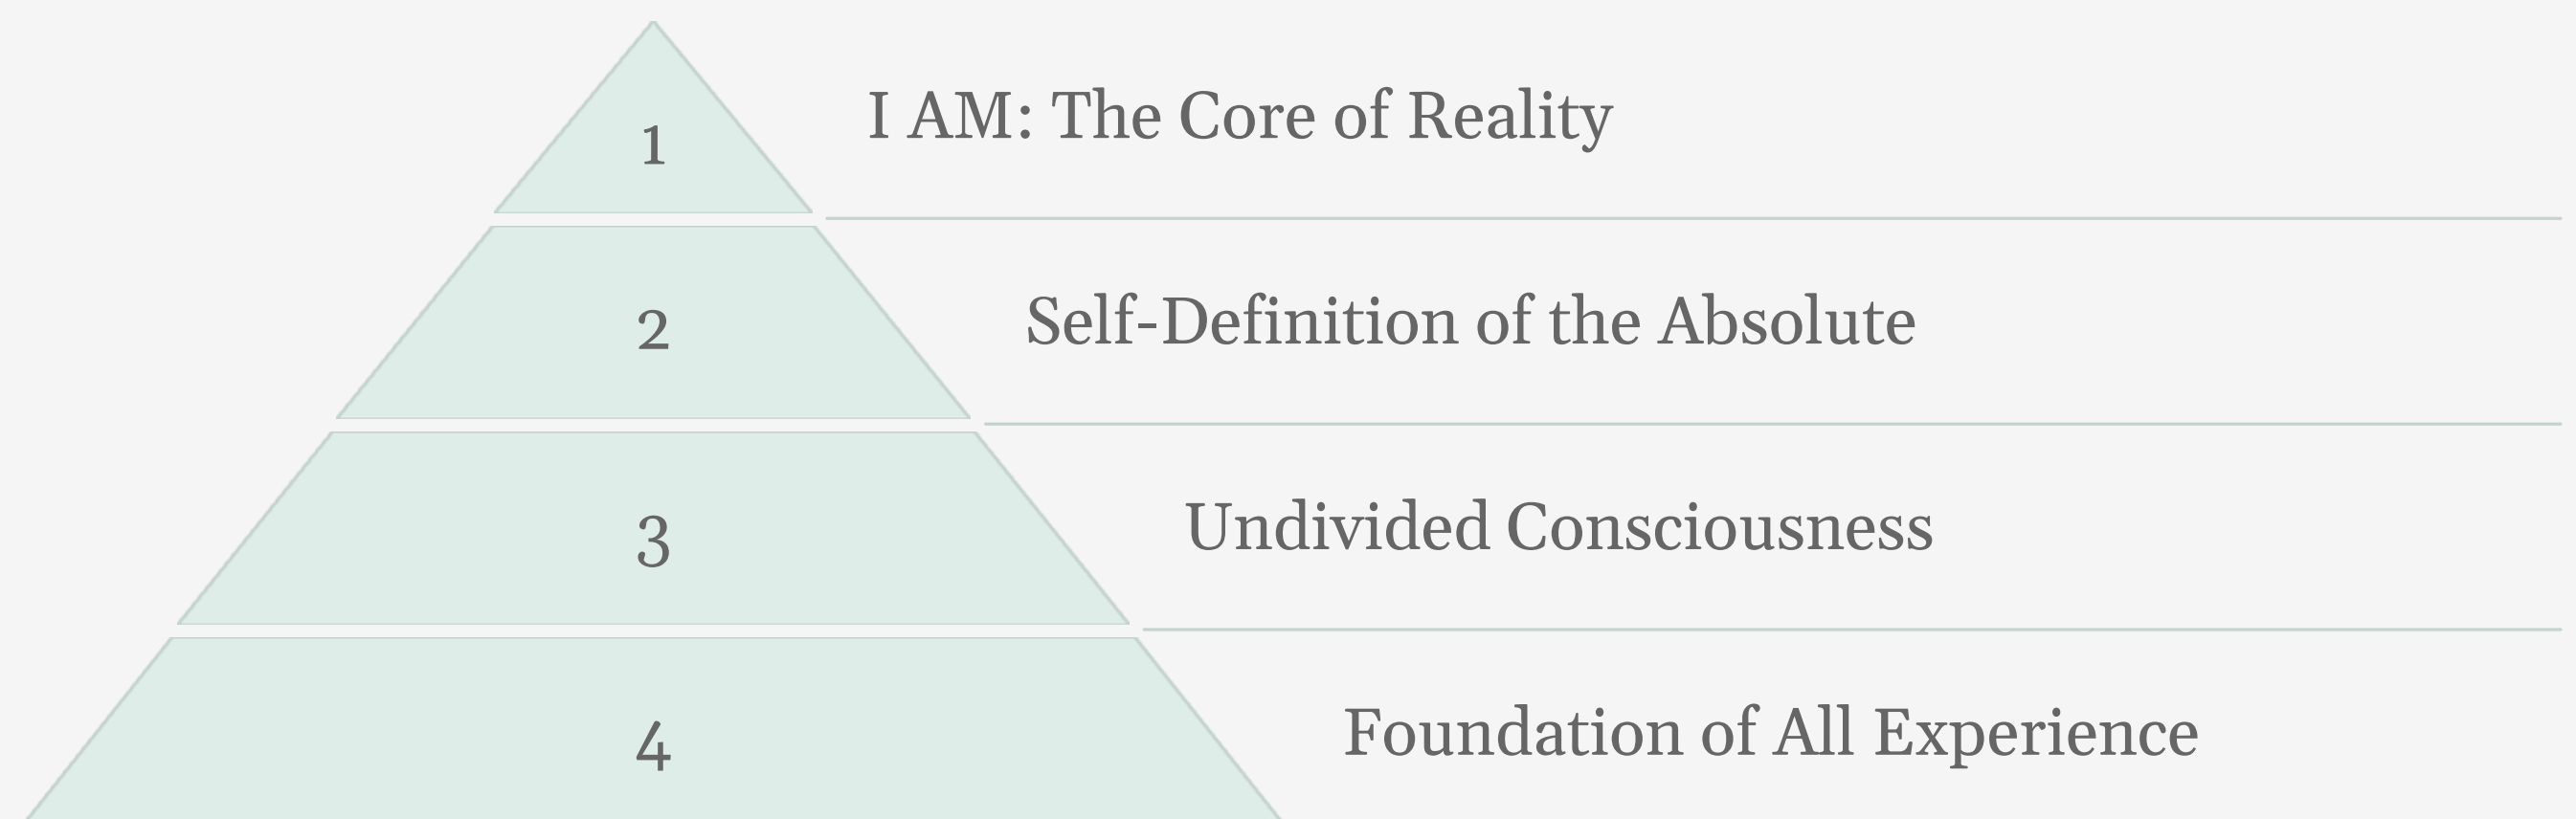 1
I AM: The Core of Reality
2
Self-Definition of the Absolute
3
Undivided Consciousness
4
Foundation of All Experience